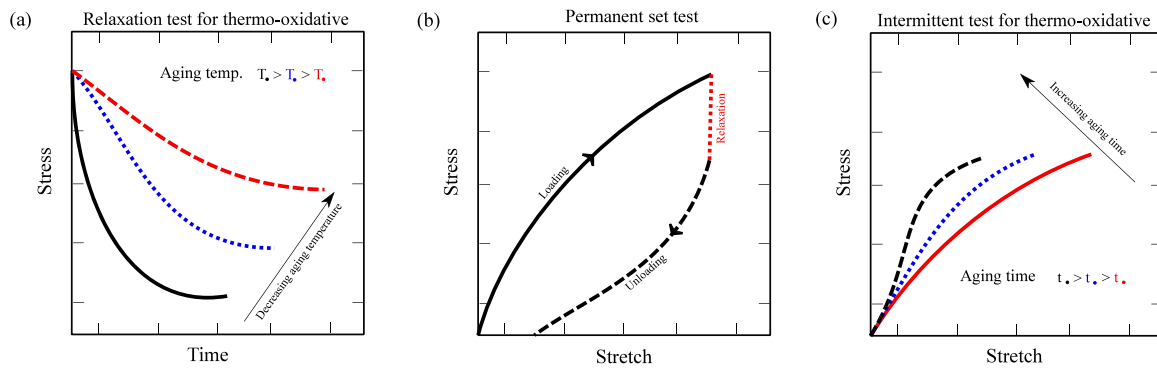 (a)
Relaxation test for thermo-oxidative
Aging temp. T• > T• > T•
Decreasing aging temperature
Stress
Time
(b)
Permanent set test
Loading
Relaxation
Unloading
Stress
Stretch
(c)
Intermittent test for thermo-oxidative
Increasing aging time
Aging time t• > t• > t•
Stress
Stretch